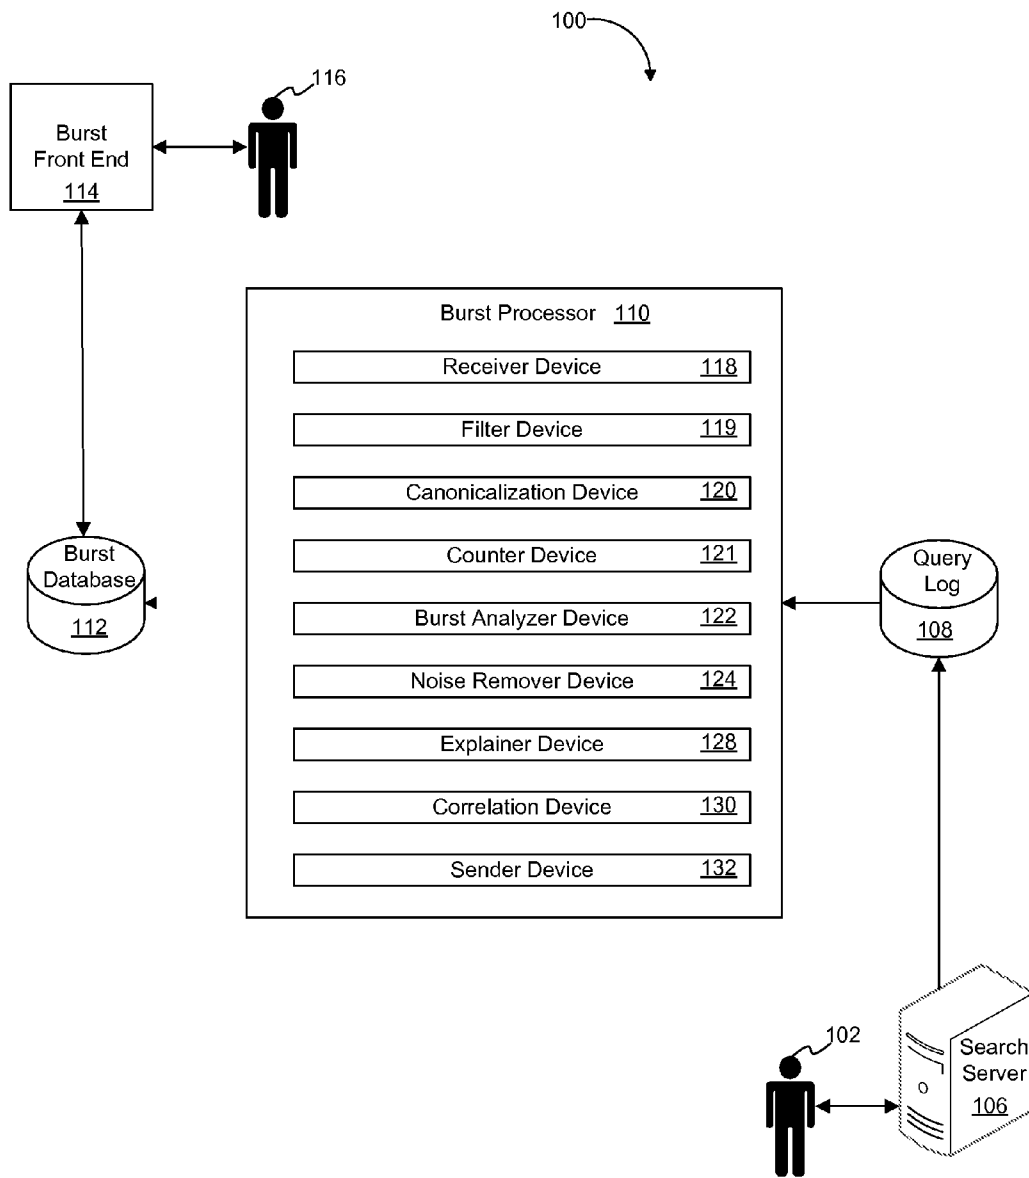 100
116
Burst
Front End
114
Burst Processor 110
Receiver Device 118
Filter Device 119
Canonicalization Device 120
Counter Device 121
Burst Analyzer Device 122
Noise Remover Device 124
Explainer Device 128
Correlation Device 130
Sender Device 132
Burst
Database
112
Query
Log
108
102
Search
Server
106